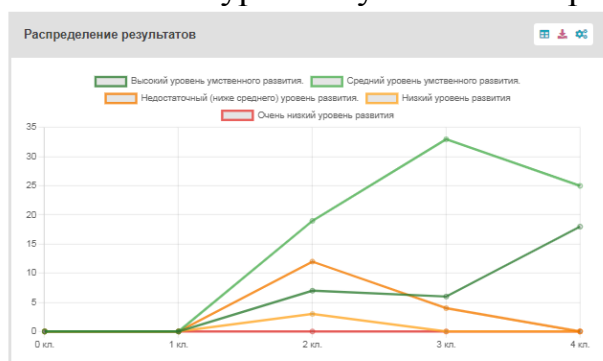 Распределение результатов
Высокий уровень умственного развития. Средний уровень умственного развития.
Недостаточный (ниже среднего) уровень развития. Низкий уровень развития
Очень низкий уровень развития
35
30
25
20
15
10
5
0
0 кл. 1 кл. 2 кл. 3 кл. 4 кл.